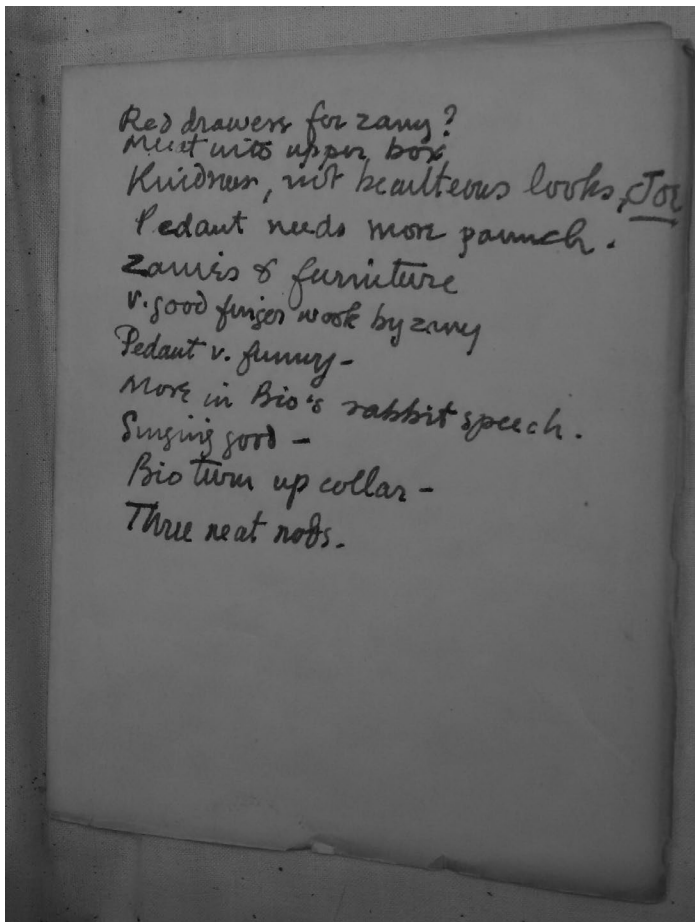 Red drawers for zany?
Meat into upper box
Kindness, not beauteous looks, Joe
Pedant needs more paunch.
Zanies & furniture
v. good finger work by zany
Pedant v. funny -
More in Bio's rabbit speech.
Singing good -
Bio turn up collar -
Three neat nods.